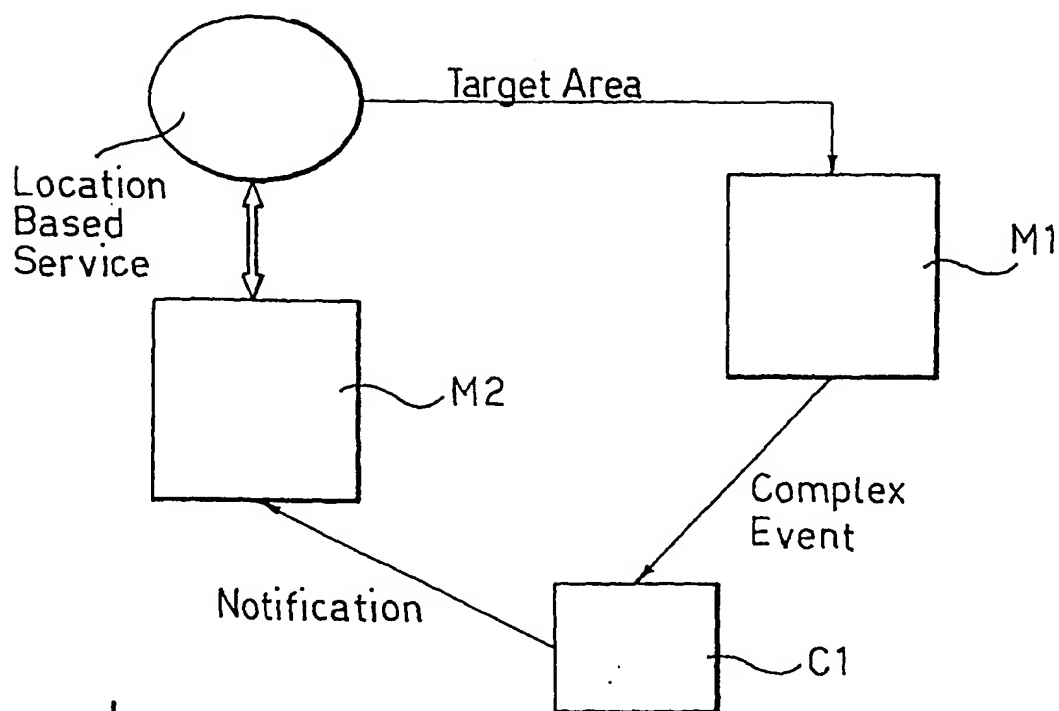 Target Area
Location
Based
Service
M1
M2
Complex
Event
Notification
C1